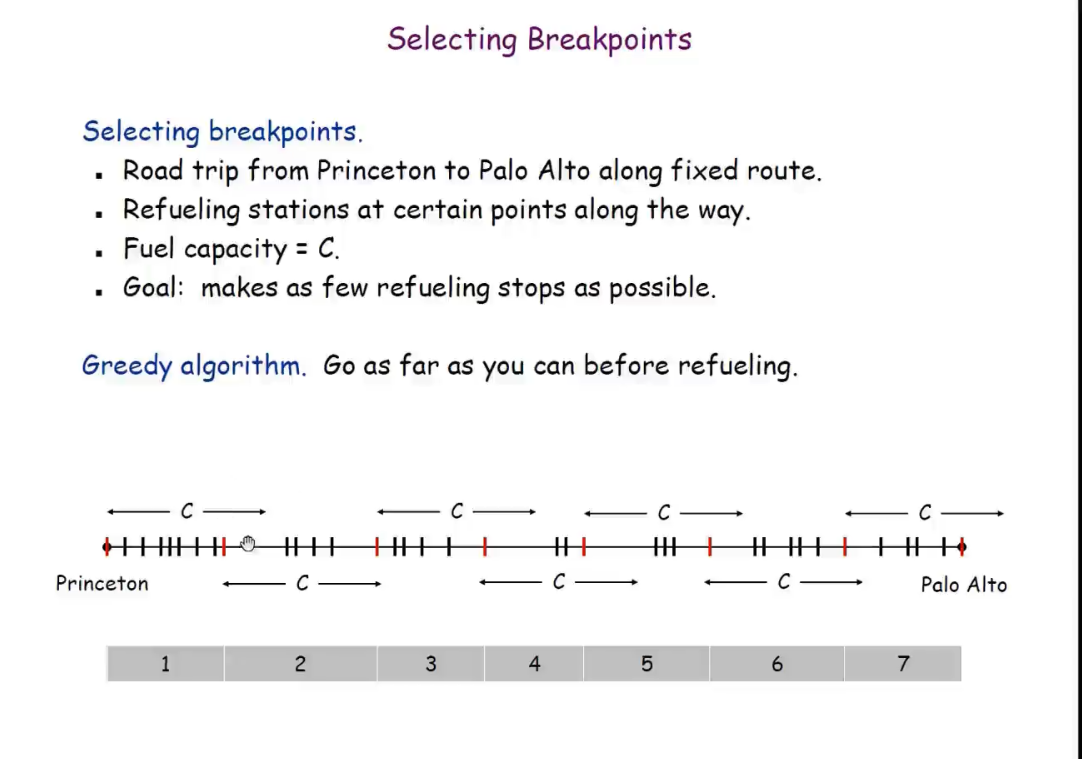 Selecting Breakpoints
Selecting breakpoints.
▪ Road trip from Princeton to Palo Alto along fixed route.
▪ Refueling stations at certain points along the way.
▪ Fuel capacity = C.
▪ Goal: makes as few refueling stops as possible.
Greedy algorithm. Go as far as you can before refueling.
C C C C
Princeton C C C Palo Alto
1 2 3 4 5 6 7